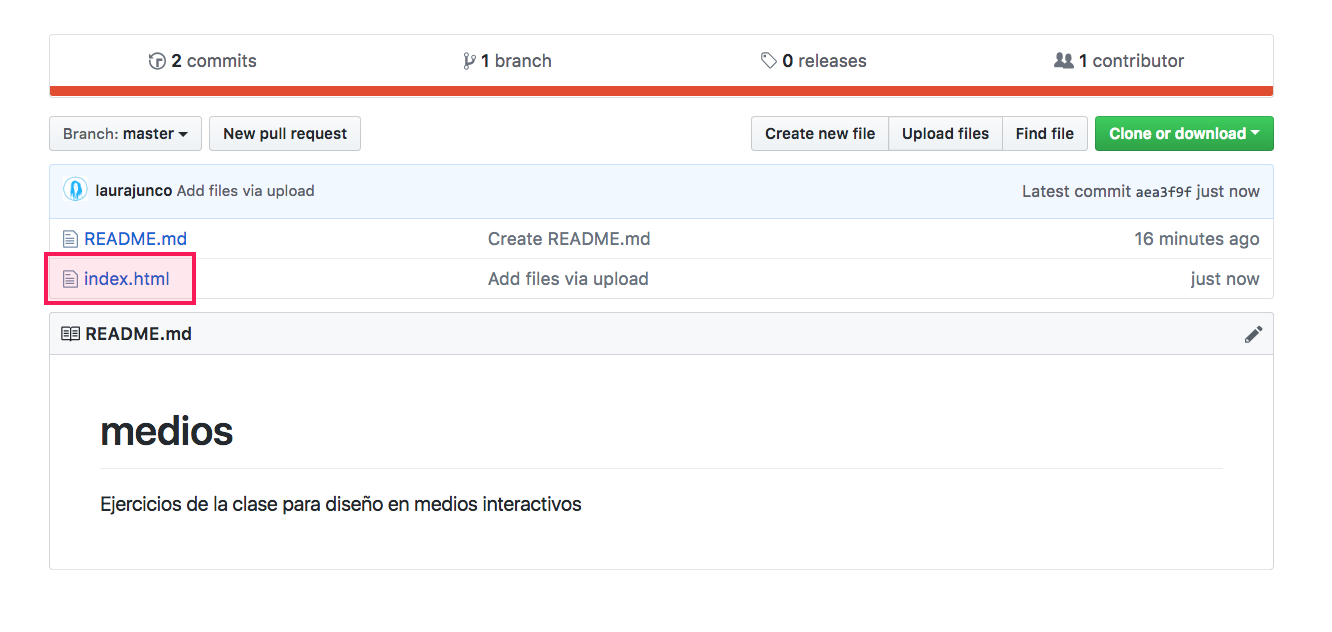 2 commits 1 branch 0 releases 1 contributor
Branch: master New pull request Create new file Upload files Find file Clone or download
laurajunco Add files via upload Latest commit aea3f9f just now
README.md Create README.md 16 minutes ago
index.html Add files via upload just now
README.md
medios
Ejercicios de la clase para diseño en medios interactivos